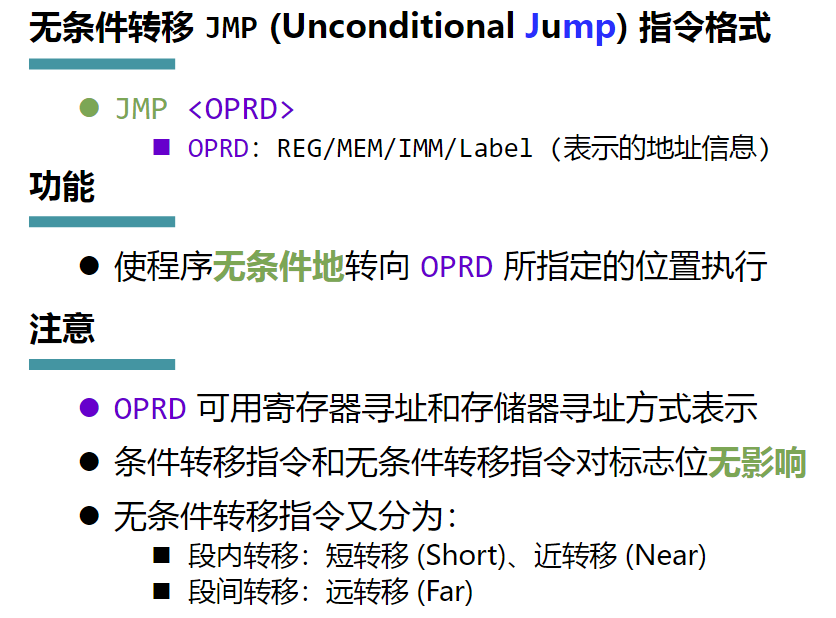 无条件转移 JMP (Unconditional Jump) 指令格式
JMP <OPRD>
OPRD：REG/MEM/IMM/Label（表示的地址信息）
功能
使程序无条件地转向 OPRD 所指定的位置执行
注意
OPRD 可用寄存器寻址和存储器寻址方式表示
条件转移指令和无条件转移指令对标志位无影响
无条件转移指令又分为：
段内转移：短转移 (Short)、近转移 (Near)
段间转移：远转移 (Far)